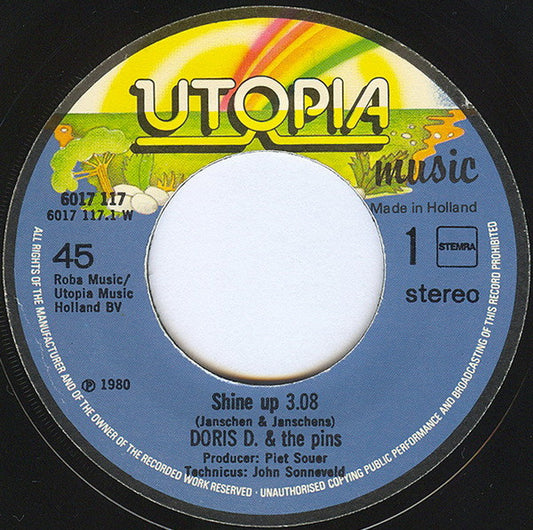 UTOPIA
music
6017 117
6017 117.1 W
Made in Holland
45
1
STEMRA
Roba Music/
Utopia Music
Holland BV
stereo
℗ 1980
Shine up 3.08
(Janschen & Janschens)
DORIS D. & the pins
Producer: Piet Souer
Technicus: John Sonneveld
ALL RIGHTS OF THE MANUFACTURER AND OF THE OWNER OF THE RECORDED WORK RESERVED · UNAUTHORISED COPYING PUBLIC PERFORMANCE AND BROADCASTING OF THIS RECORD PROHIBITED